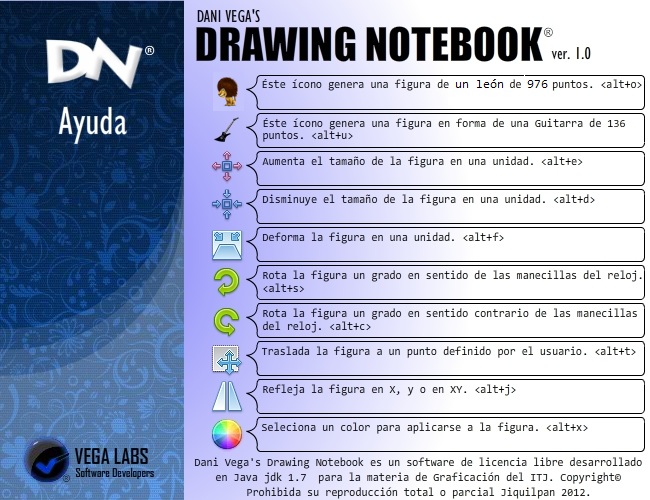 DN®
Ayuda
DANI VEGA'S
DRAWING NOTEBOOK® ver. 1.0
Éste ícono genera una figura de un león de 976 puntos. <alt+o>
Éste ícono genera una figura en forma de una Guitarra de 136
puntos. <alt+u>
Aumenta el tamaño de la figura en una unidad. <alt+e>
Disminuye el tamaño de la figura en una unidad. <alt+d>
Deforma la figura en una unidad. <alt+f>
Rota la figura un grado en sentido de las manecillas del reloj.
<alt+s>
Rota la figura un grado en sentido contrario de las manecillas
del reloj. <alt+c>
Traslada la figura a un punto definido por el usuario. <alt+t>
Refleja la figura en X, y o en XY. <alt+j>
Seleciona un color para aplicarse a la figura. <alt+x>
VEGA LABS
® Software Developers
Dani Vega's Drawing Notebook es un software de licencia libre desarrollado
en Java jdk 1.7 para la materia de Graficación del ITJ. Copyright©
Prohibida su reproducción total o parcial Jiquilpan 2012.